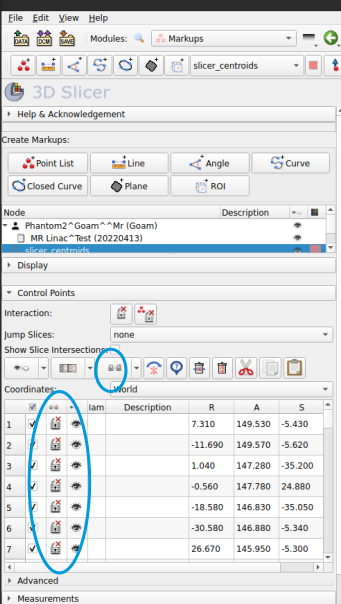 File Edit View Help
DATA DCM SAVE Modules: Markups
slicer_centroids
3D Slicer
Help & Acknowledgement
Create Markups:
Point List Line Angle Curve
Closed Curve Plane ROI
Node Description
Phantom2^Goam^^Mr (Goam)
MR Linac^Test (20220413)
slicer_centroids
Display
Control Points
Interaction:
Jump Slices: none
Show Slice Intersections:
Coordinates: World
lam Description R A S
1 7.310 149.530 -5.430
2 -11.690 149.570 -5.620
3 1.040 147.280 -35.200
4 -0.560 147.780 24.880
5 -18.580 146.830 -35.050
6 -30.580 146.880 -5.340
7 26.670 145.950 -5.300
Advanced
Measurements